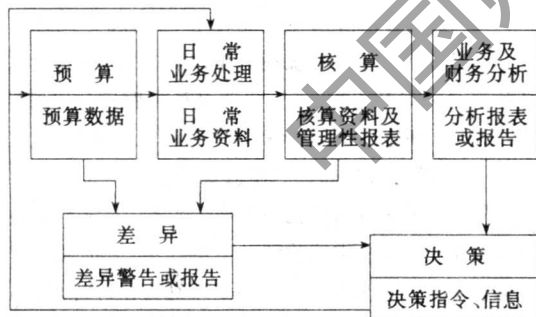 预 算
预算数据
日 常
业务处理
日 常
业务资料
核 算
核算资料及
管理性报表
业务及
财务分析
分析报表
或报告
差 异
差异警告或报告
决 策
决策指令、信息
中国